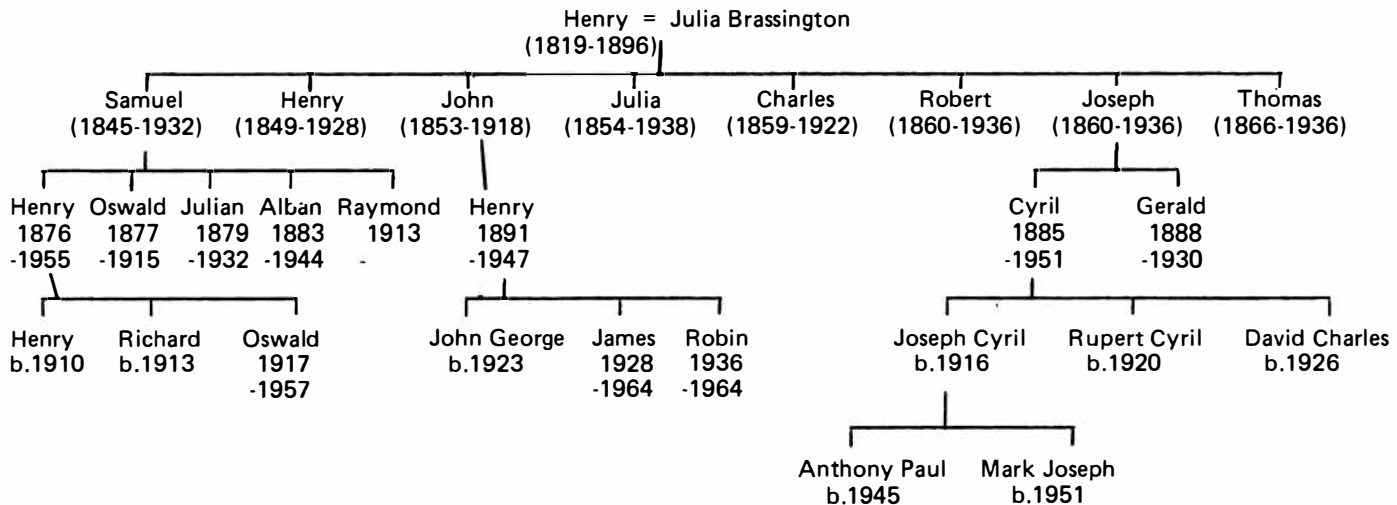 Henry = Julia Brassington
(1819-1896)
Samuel Henry John Julia Charles Robert Joseph Thomas
(1845-1932) (1849-1928) (1853-1918) (1854-1938) (1859-1922) (1860-1936) (1860-1936) (1866-1936)
Henry Oswald Julian Alban Raymond Henry Cyril Gerald
1876 1877 1879 1883 1913 1891 1885 1888
-1955 -1915 -1932 -1944 - -1947 -1951 -1930
Henry Richard Oswald John George James Robin Joseph Cyril Rupert Cyril David Charles
b.1910 b.1913 1917 b.1923 1928 1936 b.1916 b.1920 b.1926
-1957 -1964 -1964
Anthony Paul Mark Joseph
b.1945 b.1951